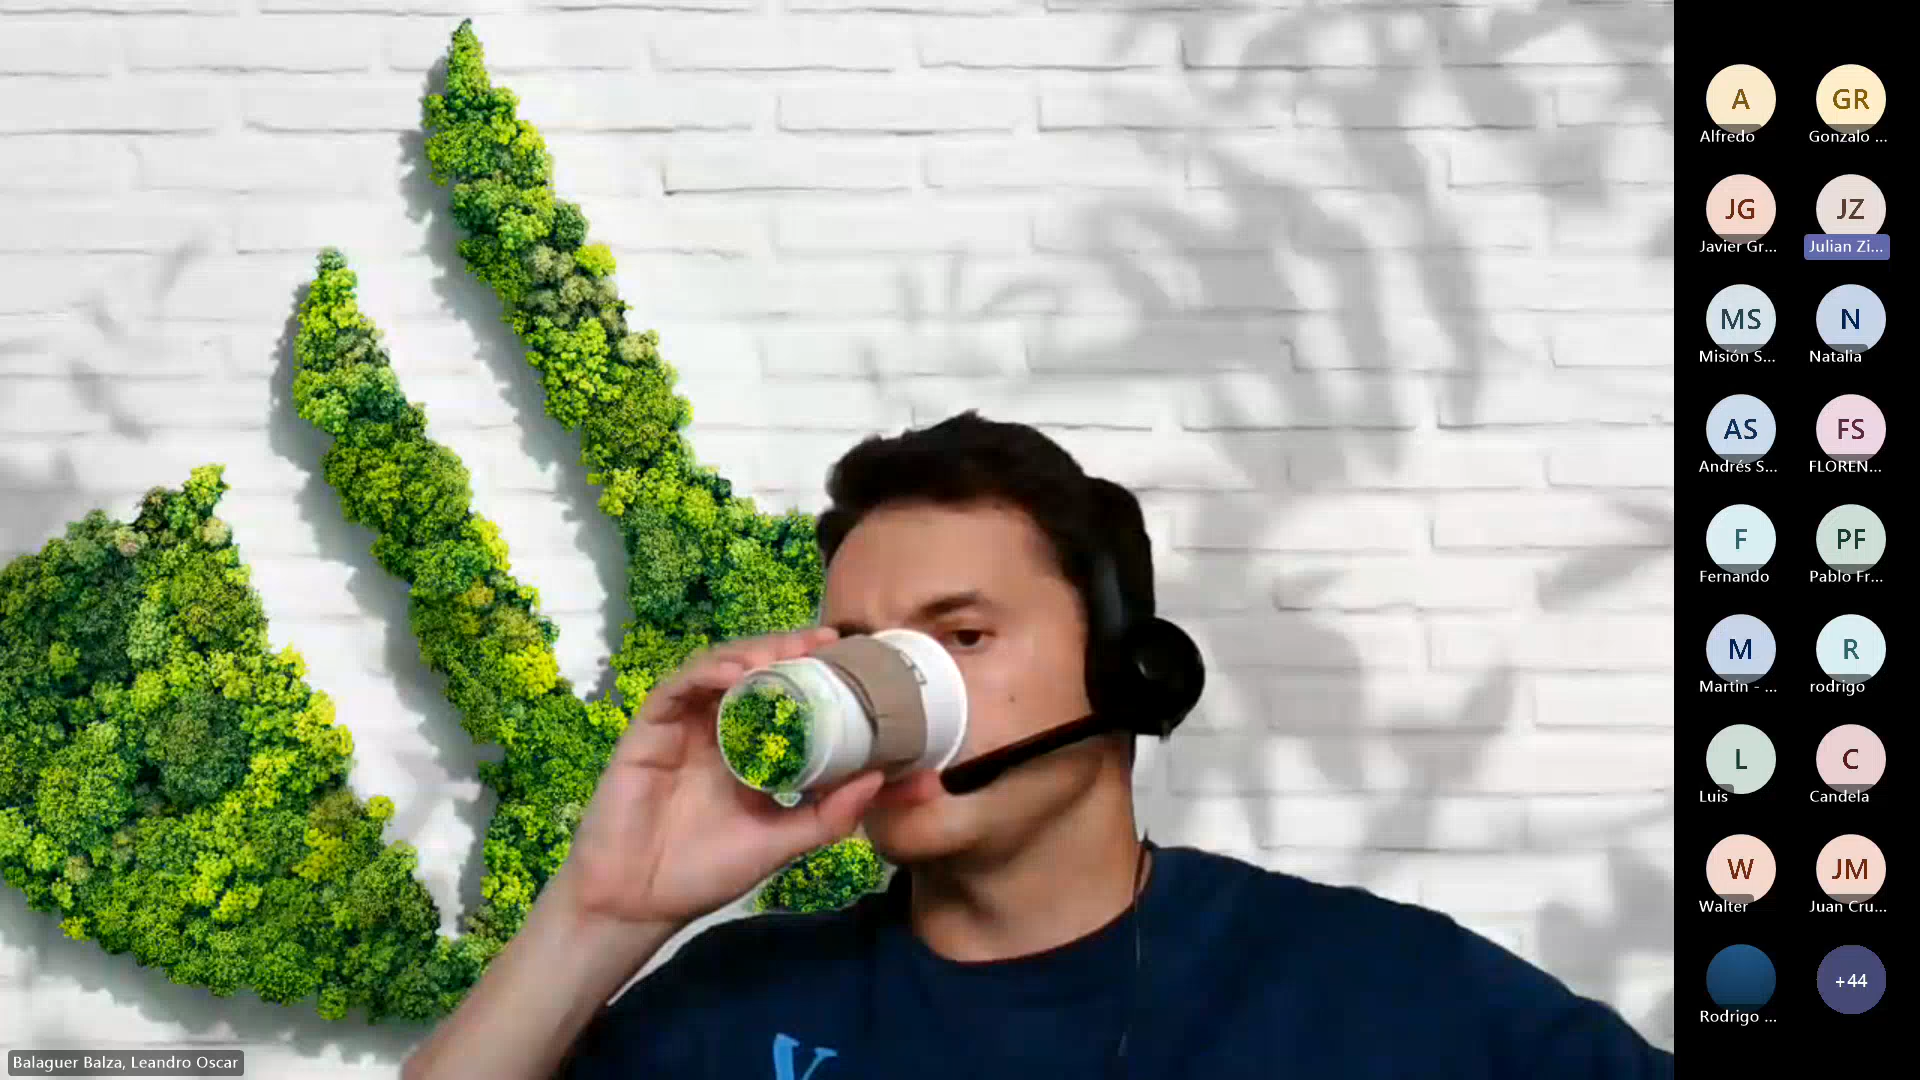 A
GR
Alfredo
Gonzalo ...
JG
JZ
Javier Gr...
Julian Zi...
MS
N
Misión S...
Natalia
AS
FS
Andrés S...
FLOREN...
F
PF
Fernando
Pablo Fr...
M
R
Martin - ...
rodrigo
L
C
Luis
Candela
W
JM
Walter
Juan Cru...
+44
Rodrigo ...
Balaguer Balza, Leandro Oscar